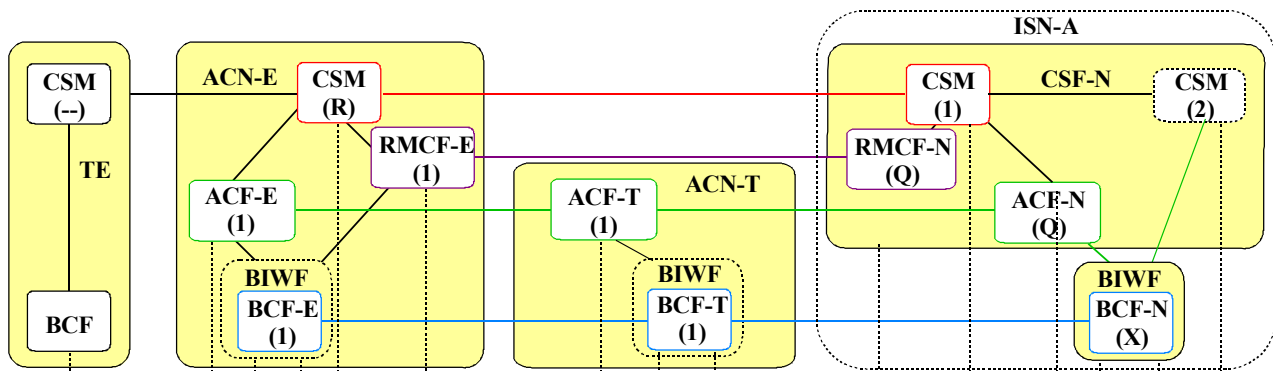 ISN-A
CSM
(--)
TE
BCF
ACN-E
CSM
(R)
RMCF-E
(1)
ACF-E
(1)
BIWF
BCF-E
(1)
ACN-T
ACF-T
(1)
BIWF
BCF-T
(1)
CSM
(1)
CSF-N
CSM
(2)
RMCF-N
(Q)
ACF-N
(Q)
BIWF
BCF-N
(X)